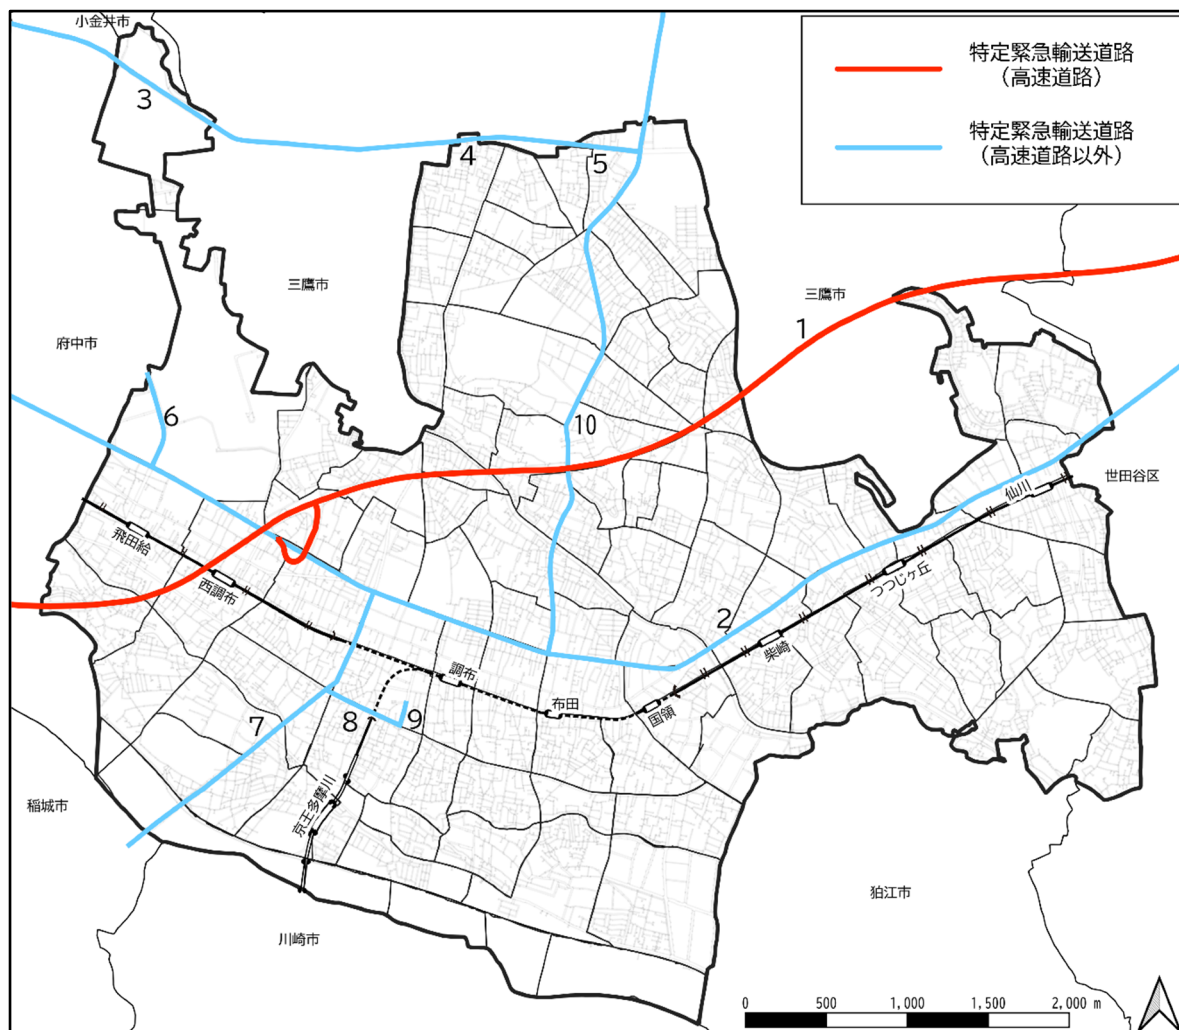 小金井市
特定緊急輸送道路
（高速道路）
特定緊急輸送道路
（高速道路以外）
3
4
5
三鷹市
三鷹市
1
府中市
6
10
世田谷区
仙川
飛田給
西調布
つつじヶ丘
2
柴崎
調布
布田
国領
7
8
9
京王多摩川
稲城市
狛江市
川崎市
0 500 1,000 1,500 2,000 m